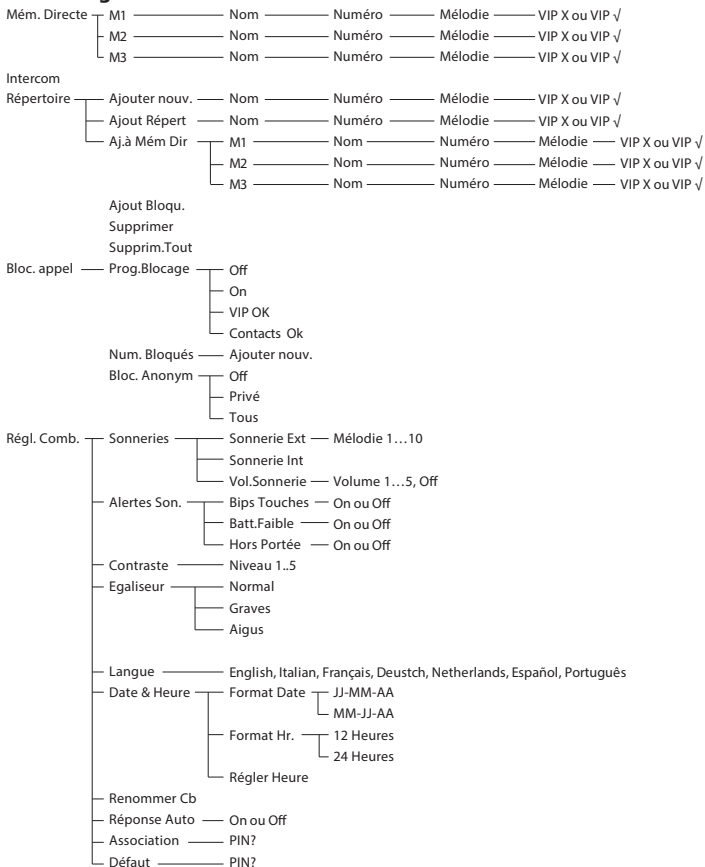 Mém. Directe M1 Nom Numéro Mélodie VIP X ou VIP √
M2 Nom Numéro Mélodie VIP X ou VIP √
M3 Nom Numéro Mélodie VIP X ou VIP √
Intercom
Répertoire Ajouter nouv. Nom Numéro Mélodie VIP X ou VIP √
Ajout Répert Nom Numéro Mélodie VIP X ou VIP √
Aj.à Mém Dir M1 Nom Numéro Mélodie VIP X ou VIP √
M2 Nom Numéro Mélodie VIP X ou VIP √
M3 Nom Numéro Mélodie VIP X ou VIP √
Ajout Bloqu.
Supprimer
Supprim.Tout
Bloc. appel Prog.Blocage Off
On
VIP OK
Contacts Ok
Num. Bloqués Ajouter nouv.
Bloc. Anonym Off
Privé
Tous
Régl. Comb. Sonneries Sonnerie Ext Mélodie 1...10
Sonnerie Int
Vol.Sonnerie Volume 1...5, Off
Alertes Son. Bips Touches On ou Off
Batt.Faible On ou Off
Hors Portée On ou Off
Contraste Niveau 1..5
Egaliseur Normal
Graves
Aigus
Langue English, Italian, Français, Deustch, Netherlands, Español, Português
Date & Heure Format Date JJ-MM-AA
MM-JJ-AA
Format Hr. 12 Heures
24 Heures
Régler Heure
Renommer Cb
Réponse Auto On ou Off
Association PIN?
Défaut PIN?